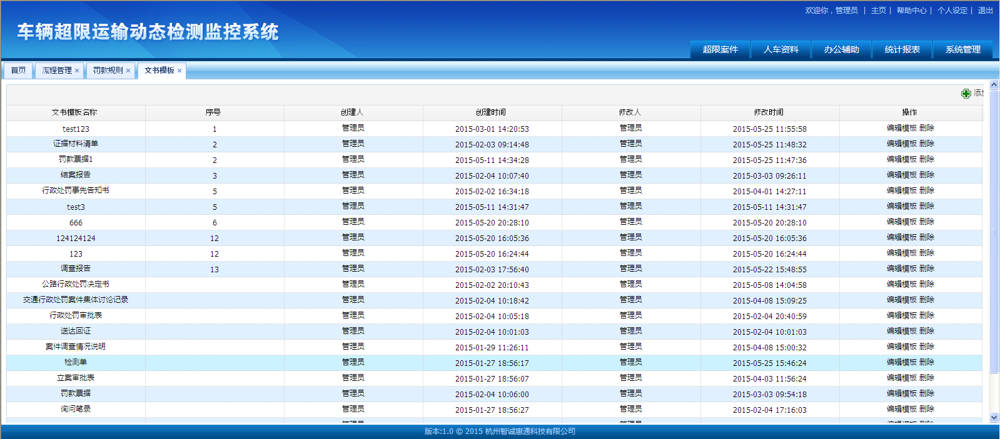 欢迎你，管理员 | 主页 | 帮助中心 | 个人设定 | 退出
车辆超限运输动态检测监控系统
超限案件 人车资料 办公辅助 统计报表 系统管理
首页 流程管理 × 罚款规则 × 文书模板 ×
添加
文书模板名称 序号 创建人 创建时间 修改人 修改时间 操作
test123 1 管理员 2015-03-01 14:20:53 管理员 2015-05-25 11:55:58 编辑模板 删除
证据材料清单 2 管理员 2015-02-03 09:14:48 管理员 2015-05-25 11:48:32 编辑模板 删除
罚款票据1 2 管理员 2015-05-11 14:34:28 管理员 2015-05-25 11:47:36 编辑模板 删除
结案报告 3 管理员 2015-02-04 10:07:40 管理员 2015-03-03 09:26:11 编辑模板 删除
行政处罚事先告知书 5 管理员 2015-02-02 16:34:18 管理员 2015-04-01 14:27:11 编辑模板 删除
test3 5 管理员 2015-05-11 14:31:47 管理员 2015-05-11 14:31:47 编辑模板 删除
666 6 管理员 2015-05-20 20:28:10 管理员 2015-05-20 20:28:10 编辑模板 删除
124124124 12 管理员 2015-05-20 16:05:36 管理员 2015-05-20 16:05:36 编辑模板 删除
123 12 管理员 2015-05-20 16:24:44 管理员 2015-05-20 16:24:44 编辑模板 删除
调查报告 13 管理员 2015-02-03 17:56:40 管理员 2015-05-22 15:48:55 编辑模板 删除
公路行政处罚决定书 管理员 2015-02-02 20:10:43 管理员 2015-05-08 14:04:58 编辑模板 删除
交通行政处罚案件集体讨论记录 管理员 2015-02-04 10:18:42 管理员 2015-04-08 15:09:25 编辑模板 删除
行政处罚审批表 管理员 2015-02-04 10:05:18 管理员 2015-02-04 20:40:59 编辑模板 删除
送达回证 管理员 2015-02-04 10:01:03 管理员 2015-02-04 10:01:03 编辑模板 删除
案件调查情况说明 管理员 2015-01-29 11:26:11 管理员 2015-04-08 15:00:32 编辑模板 删除
检测单 管理员 2015-01-27 18:56:17 管理员 2015-05-25 15:46:24 编辑模板 删除
立案审批表 管理员 2015-01-27 18:56:07 管理员 2015-04-03 11:56:24 编辑模板 删除
罚款票据 管理员 2015-02-04 10:06:00 管理员 2015-03-03 09:54:18 编辑模板 删除
询问笔录 管理员 2015-01-27 18:56:27 管理员 2015-02-04 17:16:03 编辑模板 删除
版本:1.0 © 2015 杭州智诚惠通科技有限公司